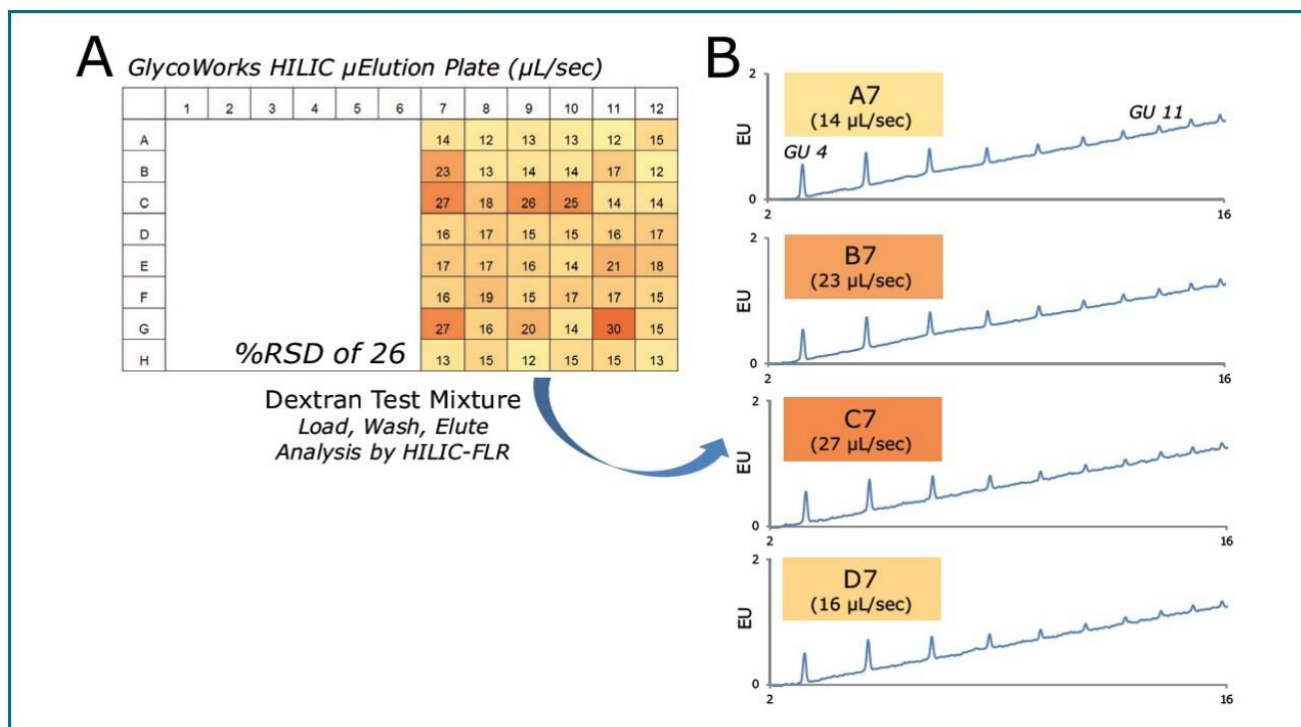 A
GlycoWorks HILIC µElution Plate (µL/sec)
1 2 3 4 5 6 7 8 9 10 11 12
A 14 12 13 13 12 15
B 23 13 14 14 17 12
C 27 18 26 25 14 14
D 16 17 15 15 16 17
E 17 17 16 14 21 18
F 16 19 15 17 17 15
G 27 16 20 14 30 15
H 13 15 12 15 15 13
%RSD of 26
Dextran Test Mixture
Load, Wash, Elute
Analysis by HILIC-FLR
B
2
EU
0
A7
(14 µL/sec)
GU 4
GU 11
2 16
2
EU
0
B7
(23 µL/sec)
2 16
2
EU
0
C7
(27 µL/sec)
2 16
2
EU
0
D7
(16 µL/sec)
2 16